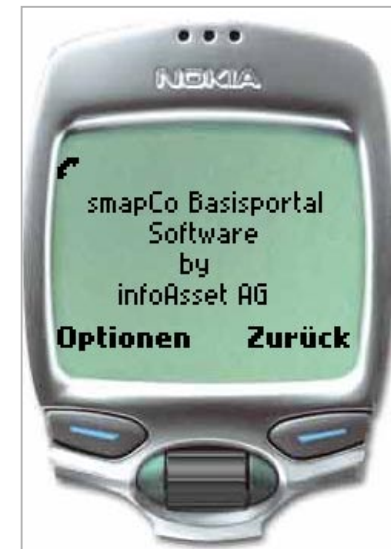 NOKIA
smapCo Basisportal
Software
by
infoAsset AG
Optionen Zurück